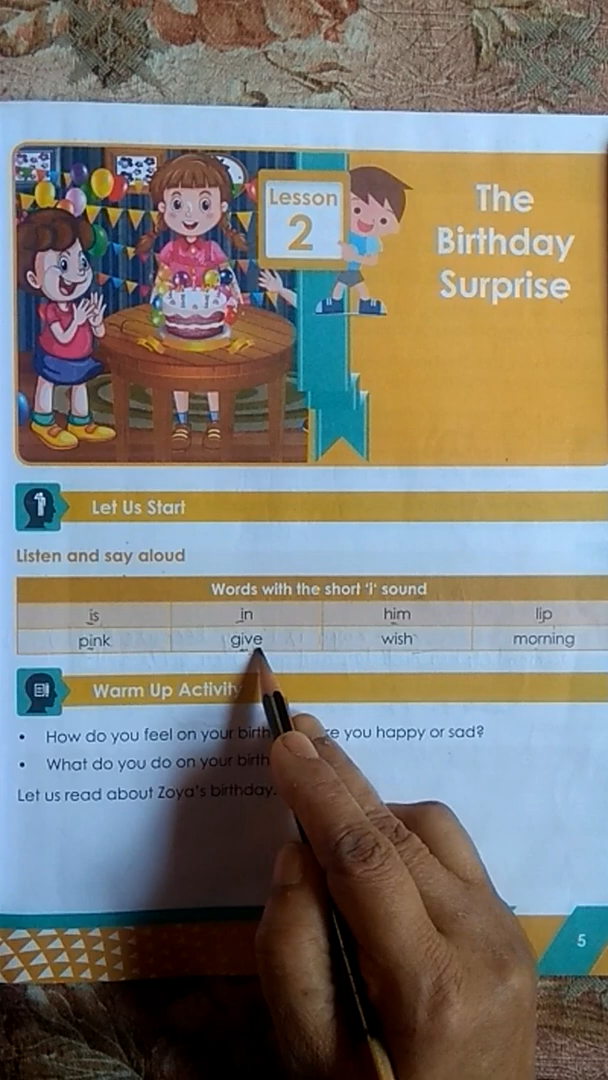 Lesson
2
The
Birthday
Surprise
Let Us Start
Listen and say aloud
Words with the short 'i' sound
is in him lip
pink give wish morning
Warm Up Activity
• How do you feel on your birth re you happy or sad?
• What do you do on your birth
Let us read about Zoya's birthday.
5